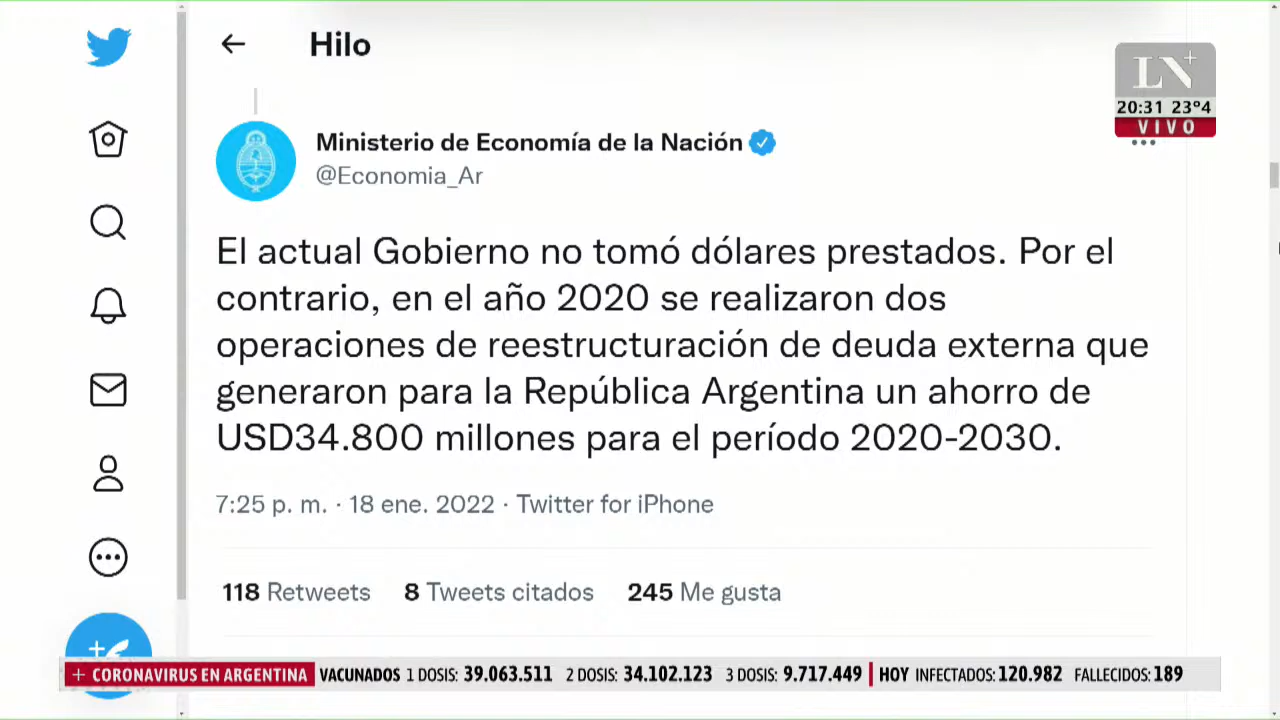 Hilo
LN+
20:31 23°4
VIVO
Ministerio de Economía de la Nación
@Economia_Ar
El actual Gobierno no tomó dólares prestados. Por el
contrario, en el año 2020 se realizaron dos
operaciones de reestructuración de deuda externa que
generaron para la República Argentina un ahorro de
USD34.800 millones para el período 2020-2030.
7:25 p. m. · 18 ene. 2022 · Twitter for iPhone
118 Retweets 8 Tweets citados 245 Me gusta
+ CORONAVIRUS EN ARGENTINA VACUNADOS 1 DOSIS: 39.063.511 2 DOSIS: 34.102.123 3 DOSIS: 9.717.449 HOY INFECTADOS: 120.982 FALLECIDOS: 189